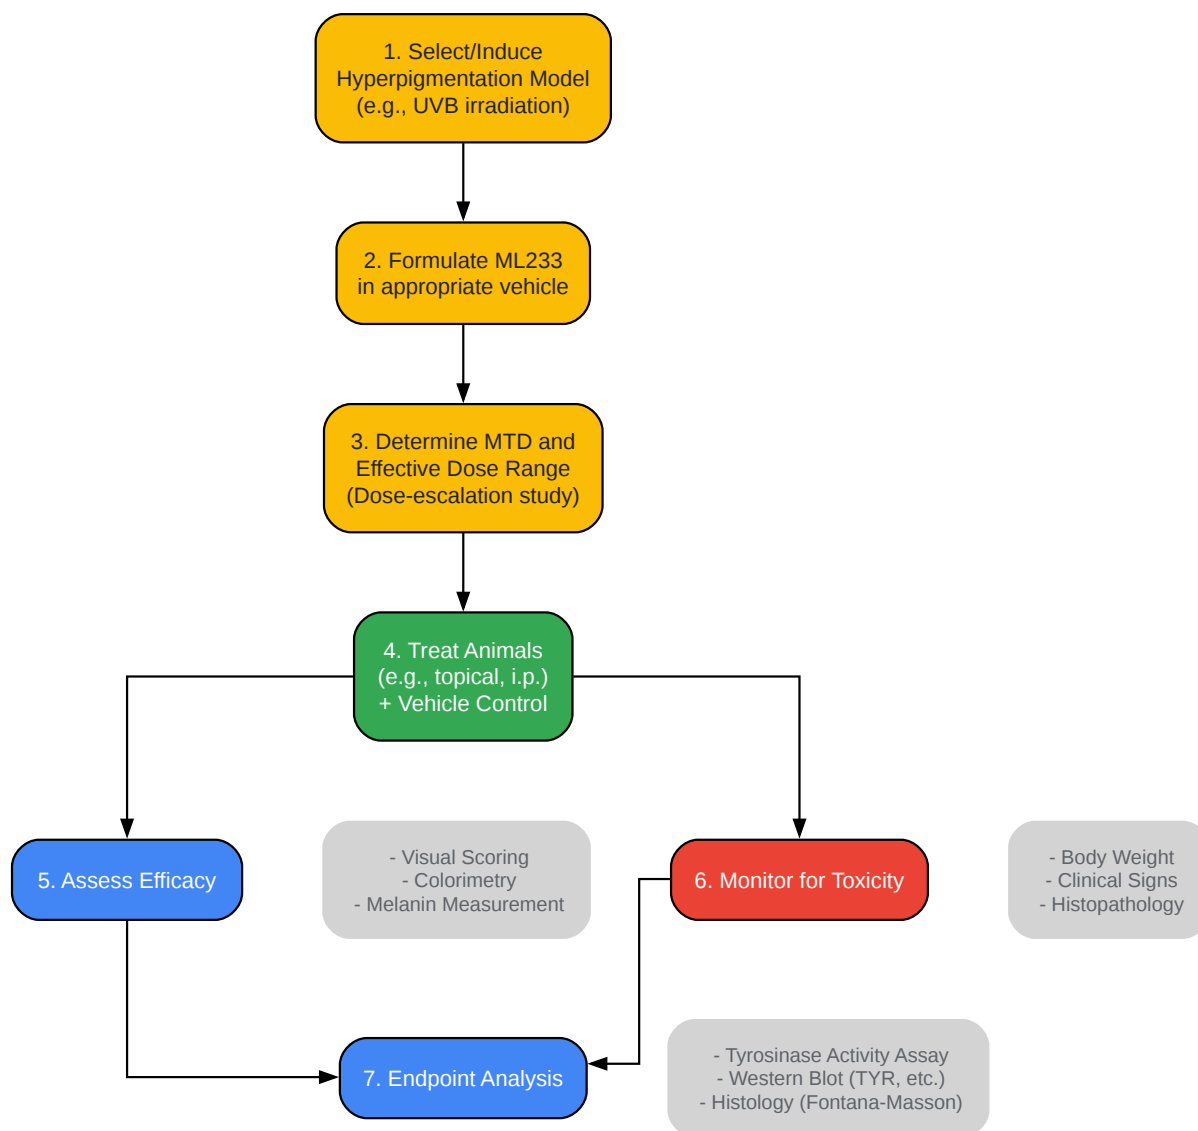 1. Select/Induce
Hyperpigmentation Model
(e.g., UVB irradiation)
2. Formulate ML233
in appropriate vehicle
3. Determine MTD and
Effective Dose Range
(Dose-escalation study)
4. Treat Animals
(e.g., topical, i.p.)
+ Vehicle Control
5. Assess Efficacy
- Visual Scoring
- Colorimetry
- Melanin Measurement
6. Monitor for Toxicity
- Body Weight
- Clinical Signs
- Histopathology
7. Endpoint Analysis
- Tyrosinase Activity Assay
- Western Blot (TYR, etc.)
- Histology (Fontana-Masson)